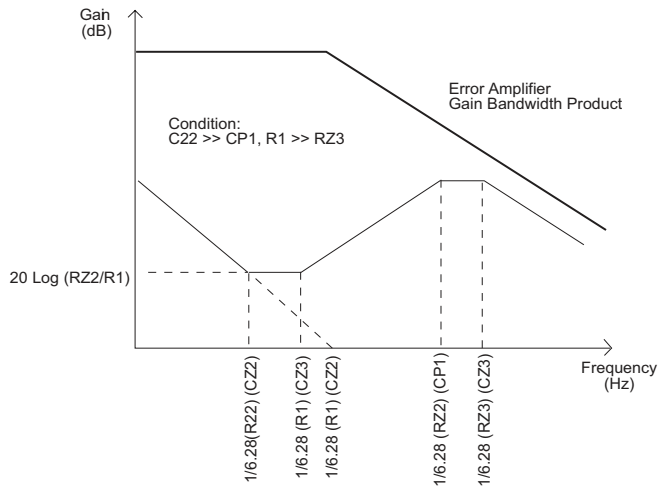 Gain
(dB)
Error Amplifier
Gain Bandwidth Product
Condition:
C22 >> CP1, R1 >> RZ3
20 Log (RZ2/R1)
Frequency
(Hz)
1/6.28(R22) (CZ2)
1/6.28 (R1) (CZ3)
1/6.28 (R1) (CZ2)
1/6.28 (RZ2) (CP1)
1/6.28 (RZ3) (CZ3)